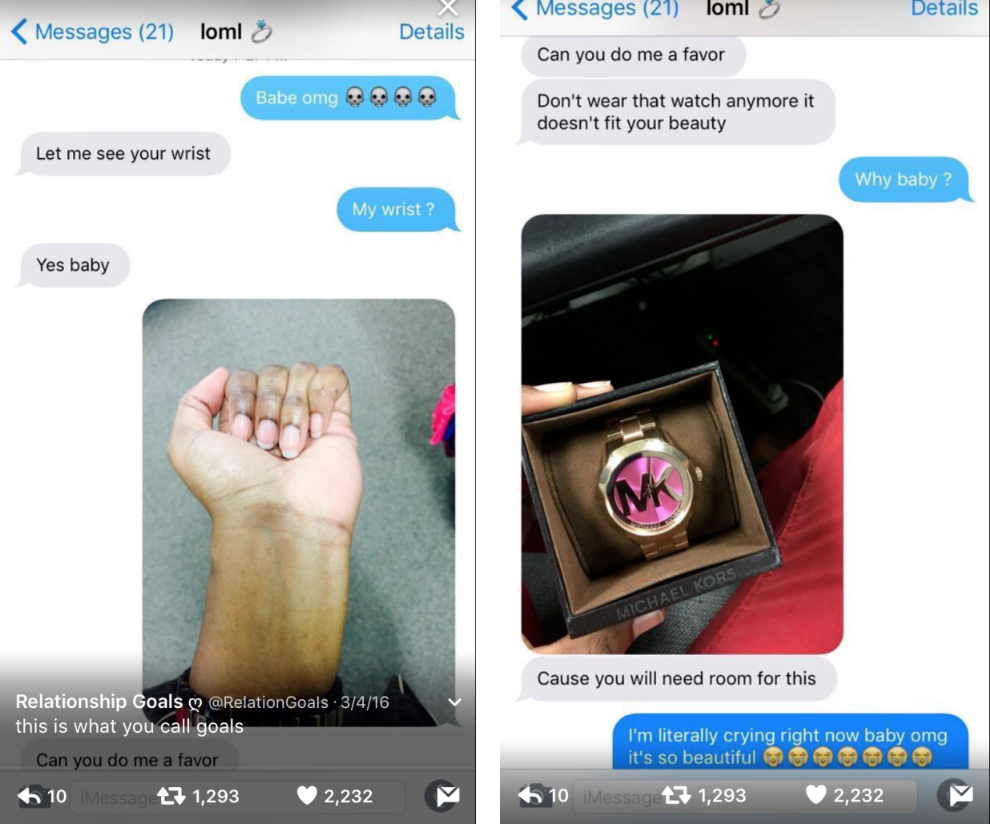 Messages (21)
loml 💍
Details
Babe omg 💀💀💀💀
Let me see your wrist
My wrist ?
Yes baby
Relationship Goals ღ @RelationGoals · 3/4/16
this is what you call goals
Can you do me a favor
iMessage
10
1,293
2,232
Messages (21)
loml 💍
Details
Can you do me a favor
Don't wear that watch anymore it
doesn't fit your beauty
Why baby ?
MK
MICHAEL KORS
MICHAEL KORS
Cause you will need room for this
I'm literally crying right now baby omg
it's so beautiful 😭😭😭😭😭😭😭
iMessage
10
1,293
2,232